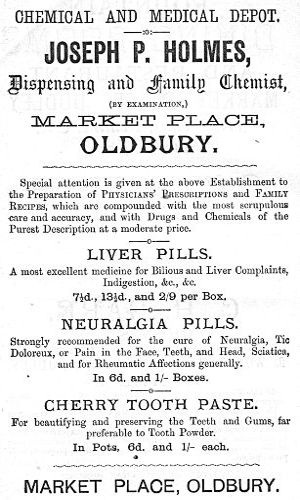 CHEMICAL AND MEDICAL DEPOT.
JOSEPH P. HOLMES,
Dispensing and Family Chemist,
(BY EXAMINATION,)
MARKET PLACE,
OLDBURY.
Special attention is given at the above Establishment to
the Preparation of PHYSICIANS' PRESCRIPTIONS and FAMILY
RECIPES, which are compounded with the most scrupulous
care and accuracy, and with Drugs and Chemicals of the
Purest Description at a moderate price.
LIVER PILLS.
A most excellent medicine for Bilious and Liver Complaints,
Indigestion, &c., &c.
7½d., 13½d., and 2/9 per Box.
NEURALGIA PILLS.
Strongly recommended for the cure of Neuralgia, Tic
Doloreux, or Pain in the Face, Teeth, and Head, Sciatica,
and for Rheumatic Affections generally.
In 6d. and 1/- Boxes.
CHERRY TOOTH PASTE.
For beautifying and preserving the Teeth and Gums, far
preferable to Tooth Powder.
In Pots, 6d. and 1/- each.
MARKET PLACE, OLDBURY.